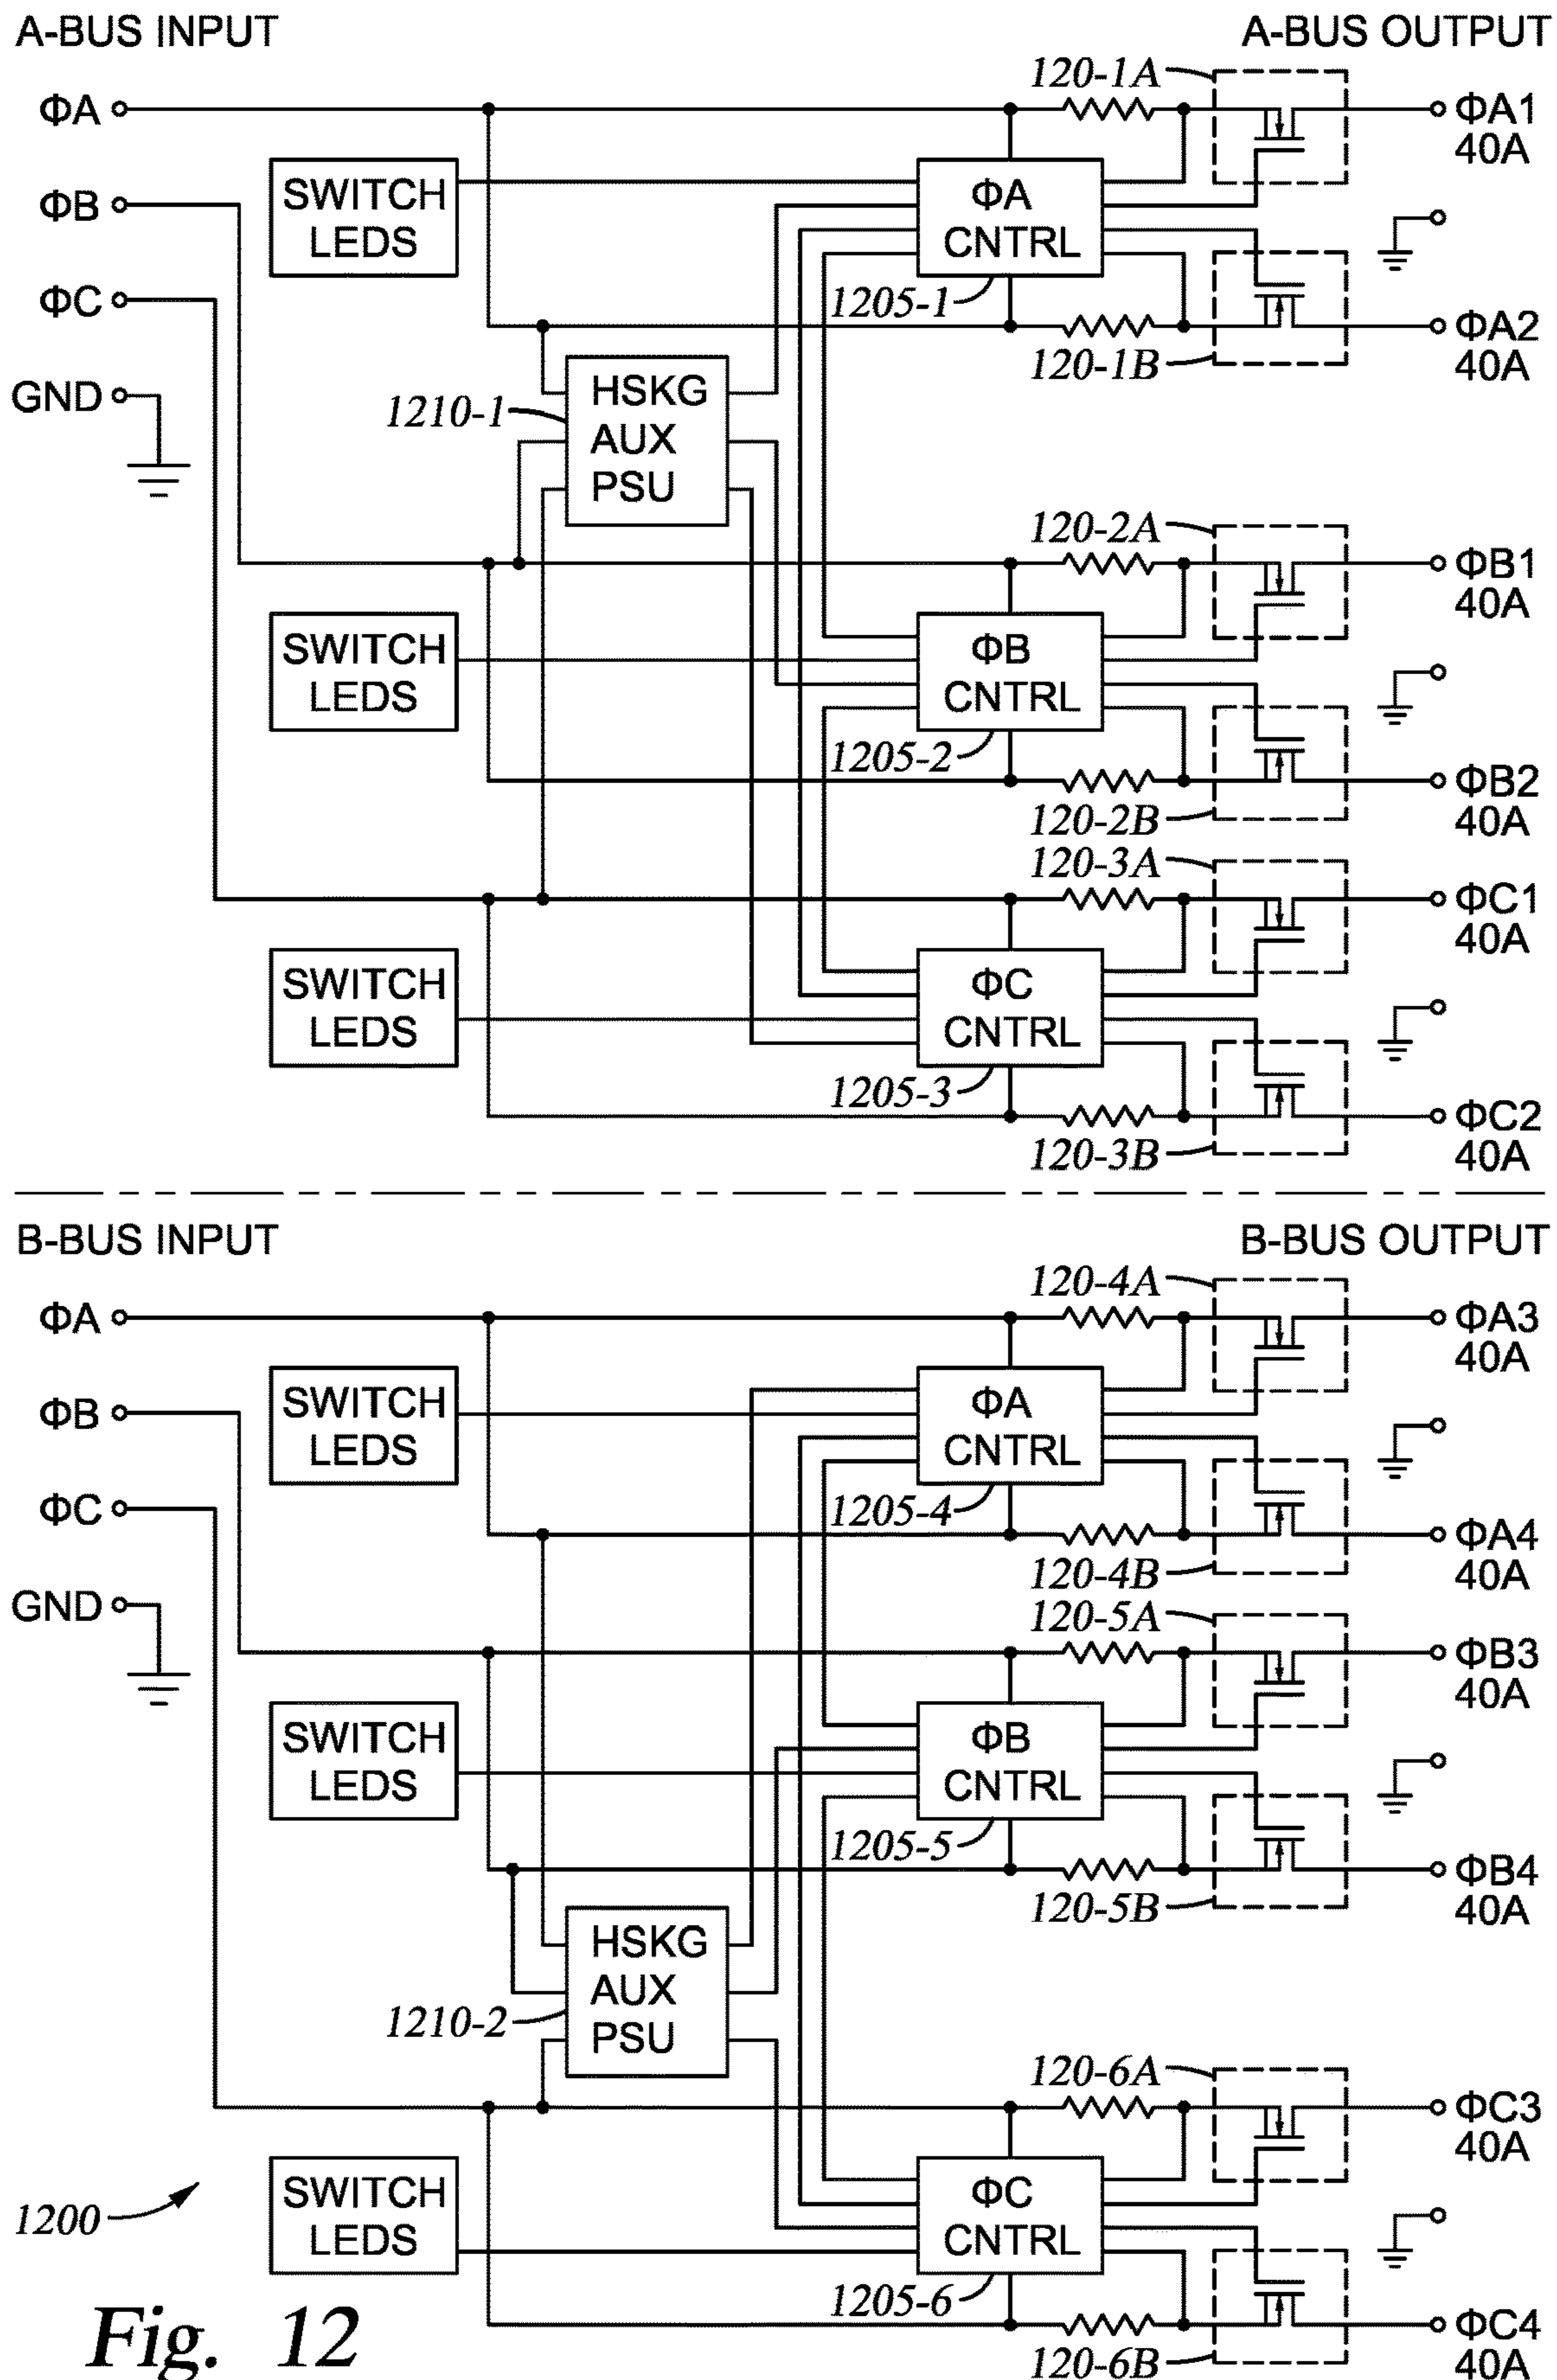 A-BUS INPUT
A-BUS OUTPUT
120-1A
ΦA
ΦA1
40A
SWITCH
LEDS
ΦA
CNTRL
ΦB
ΦC
1205-1
ΦA2
40A
120-1B
GND
1210-1
HSKG
AUX
PSU
120-2A
ΦB1
40A
SWITCH
LEDS
ΦB
CNTRL
1205-2
ΦB2
40A
120-2B
120-3A
ΦC1
40A
SWITCH
LEDS
ΦC
CNTRL
1205-3
ΦC2
40A
120-3B
B-BUS INPUT
B-BUS OUTPUT
120-4A
ΦA
ΦA3
40A
SWITCH
LEDS
ΦA
CNTRL
ΦB
ΦC
1205-4
ΦA4
40A
120-4B
GND
120-5A
ΦB3
40A
SWITCH
LEDS
ΦB
CNTRL
1205-5
ΦB4
40A
120-5B
HSKG
AUX
PSU
1210-2
120-6A
ΦC3
40A
SWITCH
LEDS
ΦC
CNTRL
1200
1205-6
ΦC4
40A
120-6B
Fig. 12